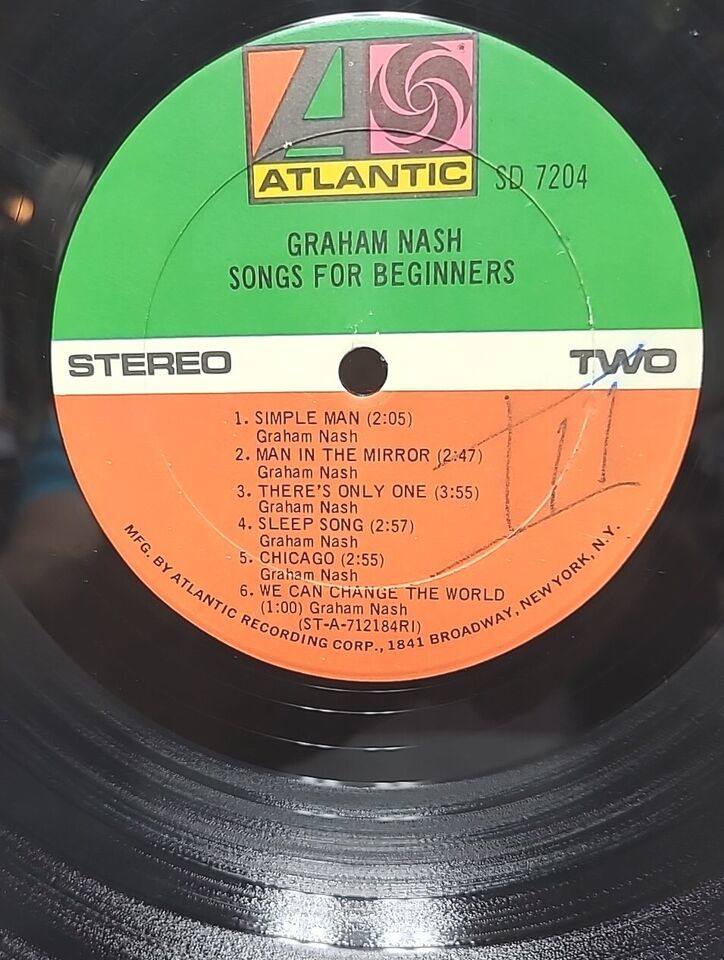 ATLANTIC
SD 7204
GRAHAM NASH
SONGS FOR BEGINNERS
STEREO
TWO
1. SIMPLE MAN (2:05)
Graham Nash
2. MAN IN THE MIRROR (2:47)
Graham Nash
3. THERE'S ONLY ONE (3:55)
Graham Nash
4. SLEEP SONG (2:57)
Graham Nash
5. CHICAGO (2:55)
Graham Nash
6. WE CAN CHANGE THE WORLD
(1:00) Graham Nash
(ST-A-712184RI)
MFG. BY ATLANTIC RECORDING CORP., 1841 BROADWAY, NEW YORK, N.Y.
III